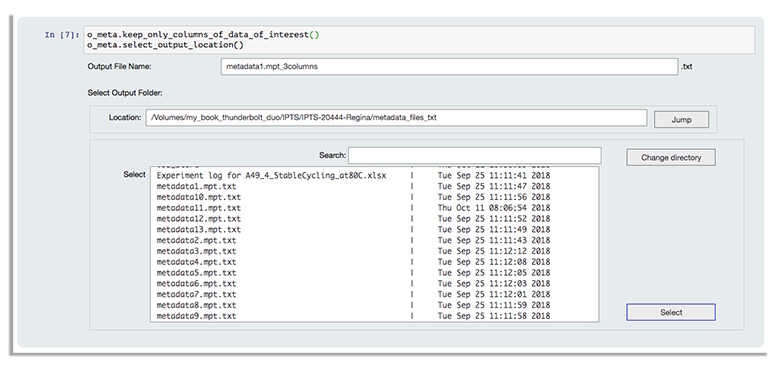 In [7]: o_meta.keep_only_columns_of_data_of_interest()
o_meta.select_output_location()
Output File Name: metadata1.mpt_3columns .txt
Select Output Folder:
Location: /Volumes/my_book_thunderbolt_duo/IPTS/IPTS-20444-Regina/metadata_files_txt Jump
Search: Change directory
Select
Experiment log for A49_4_StableCycling_at80C.xlsx | Tue Sep 25 11:11:41 2018
metadata1.mpt.txt | Tue Sep 25 11:11:47 2018
metadata10.mpt.txt | Tue Sep 25 11:11:56 2018
metadata11.mpt.txt | Thu Oct 11 08:06:54 2018
metadata12.mpt.txt | Tue Sep 25 11:11:52 2018
metadata13.mpt.txt | Tue Sep 25 11:11:49 2018
metadata2.mpt.txt | Tue Sep 25 11:11:43 2018
metadata3.mpt.txt | Tue Sep 25 11:12:12 2018
metadata4.mpt.txt | Tue Sep 25 11:12:08 2018
metadata5.mpt.txt | Tue Sep 25 11:12:05 2018
metadata6.mpt.txt | Tue Sep 25 11:12:03 2018
metadata7.mpt.txt | Tue Sep 25 11:12:01 2018
metadata8.mpt.txt | Tue Sep 25 11:11:59 2018
metadata9.mpt.txt | Tue Sep 25 11:11:58 2018
Select